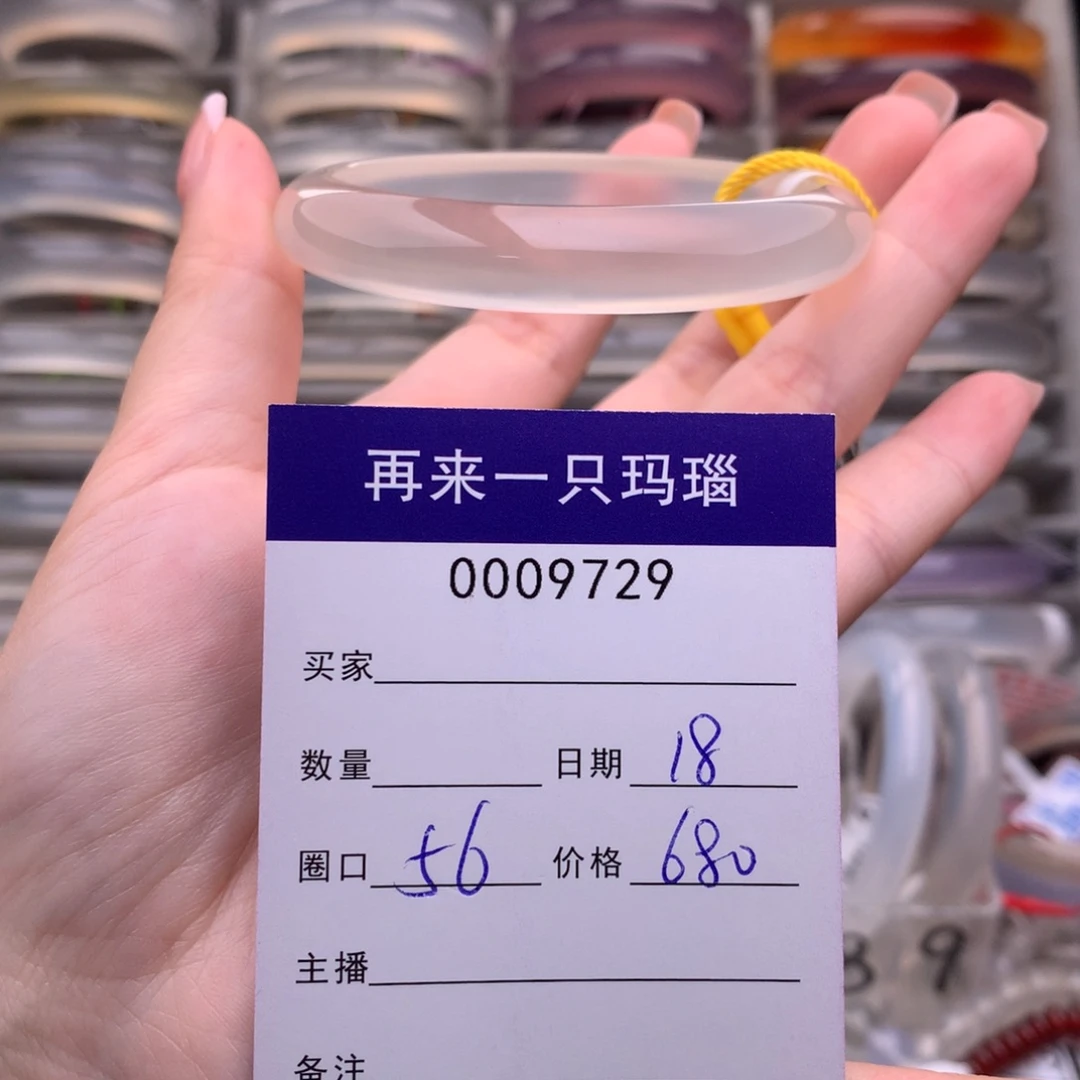 再来一只玛瑙
0009729
买家
数量 日期 18
圈口 56 价格 680
主播
备注
9